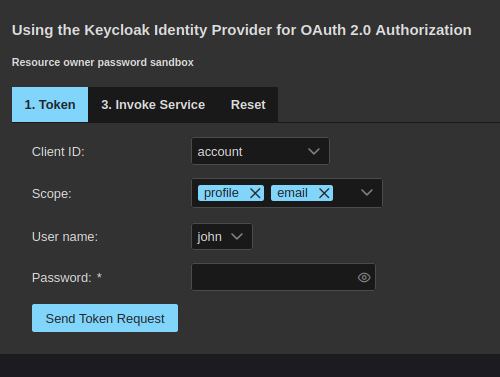 Using the Keycloak Identity Provider for OAuth 2.0 Authorization
Resource owner password sandbox
1. Token 3. Invoke Service Reset
Client ID: account
Scope: profile email
User name: john
Password: *
Send Token Request